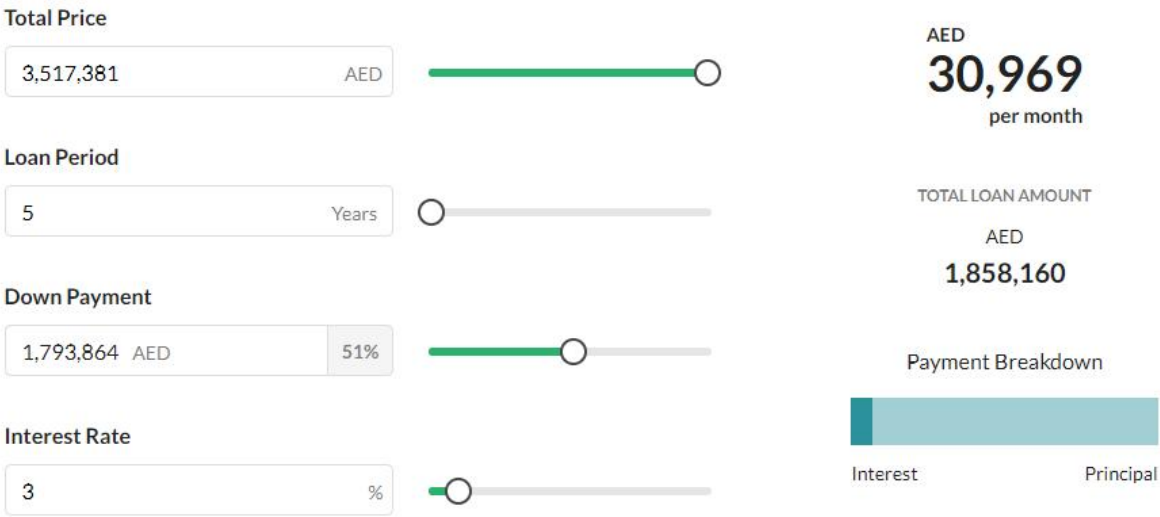 Total Price
3,517,381 AED
Loan Period
5 Years
Down Payment
1,793,864 AED 51%
Interest Rate
3 %
AED
30,969
per month
TOTAL LOAN AMOUNT
AED
1,858,160
Payment Breakdown
Interest Principal